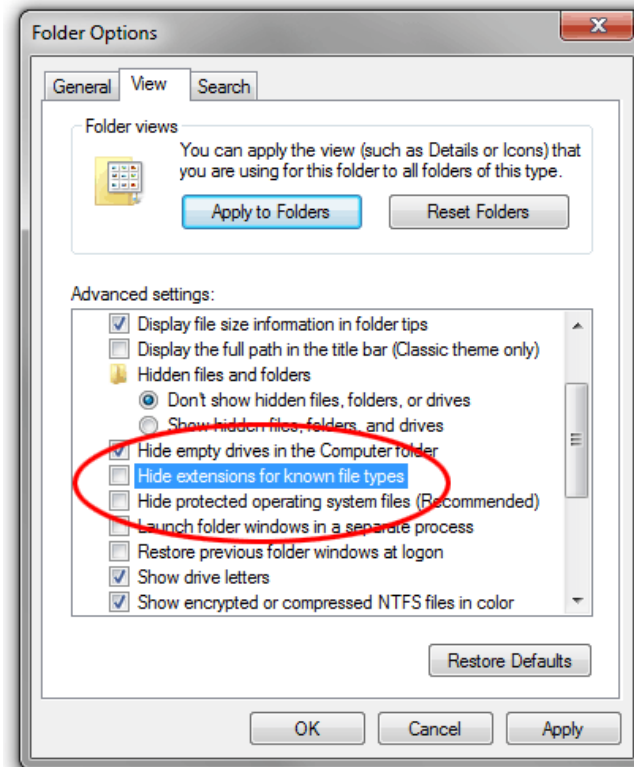 Folder Options
General
View
Search
Folder views
You can apply the view (such as Details or Icons) that
you are using for this folder to all folders of this type.
Apply to Folders
Reset Folders
Advanced settings:
Display file size information in folder tips
Display the full path in the title bar (Classic theme only)
Hidden files and folders
Don't show hidden files, folders, or drives
Show hidden files, folders, and drives
Hide empty drives in the Computer folder
Hide extensions for known file types
Hide protected operating system files (Recommended)
Launch folder windows in a separate process
Restore previous folder windows at logon
Show drive letters
Show encrypted or compressed NTFS files in color
Restore Defaults
OK
Cancel
Apply